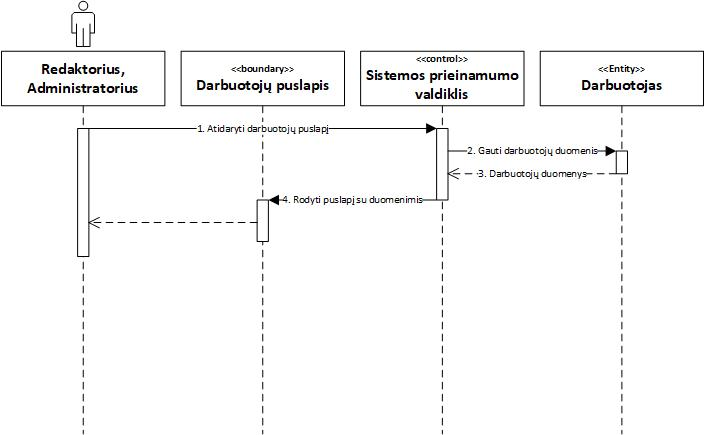 Redaktorius,
Administratorius
<<boundary>>
Darbuotojų puslapis
<<control>>
Sistemos prieinamumo
valdiklis
<<Entity>>
Darbuotojas
1. Atidaryti darbuotojų puslapį
2. Gauti darbuotojų duomenis
3. Darbuotojų duomenys
4. Rodyti puslapį su duomenimis